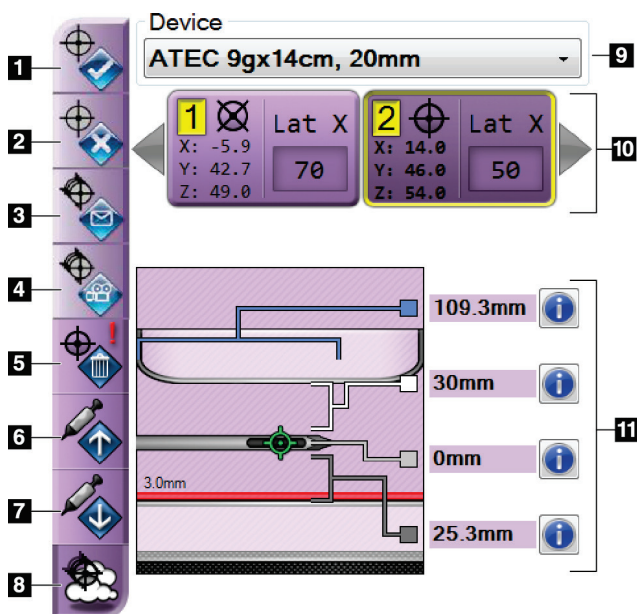 Device
1
ATEC 9gx14cm, 20mm
9
2
1
Lat X
X: -5.9
Y: 42.7
Z: 49.0
70
2
Lat X
X: 14.0
Y: 46.0
Z: 54.0
50
10
3
4
109.3mm
5
!
30mm
6
11
0mm
7
3.0mm
25.3mm
8